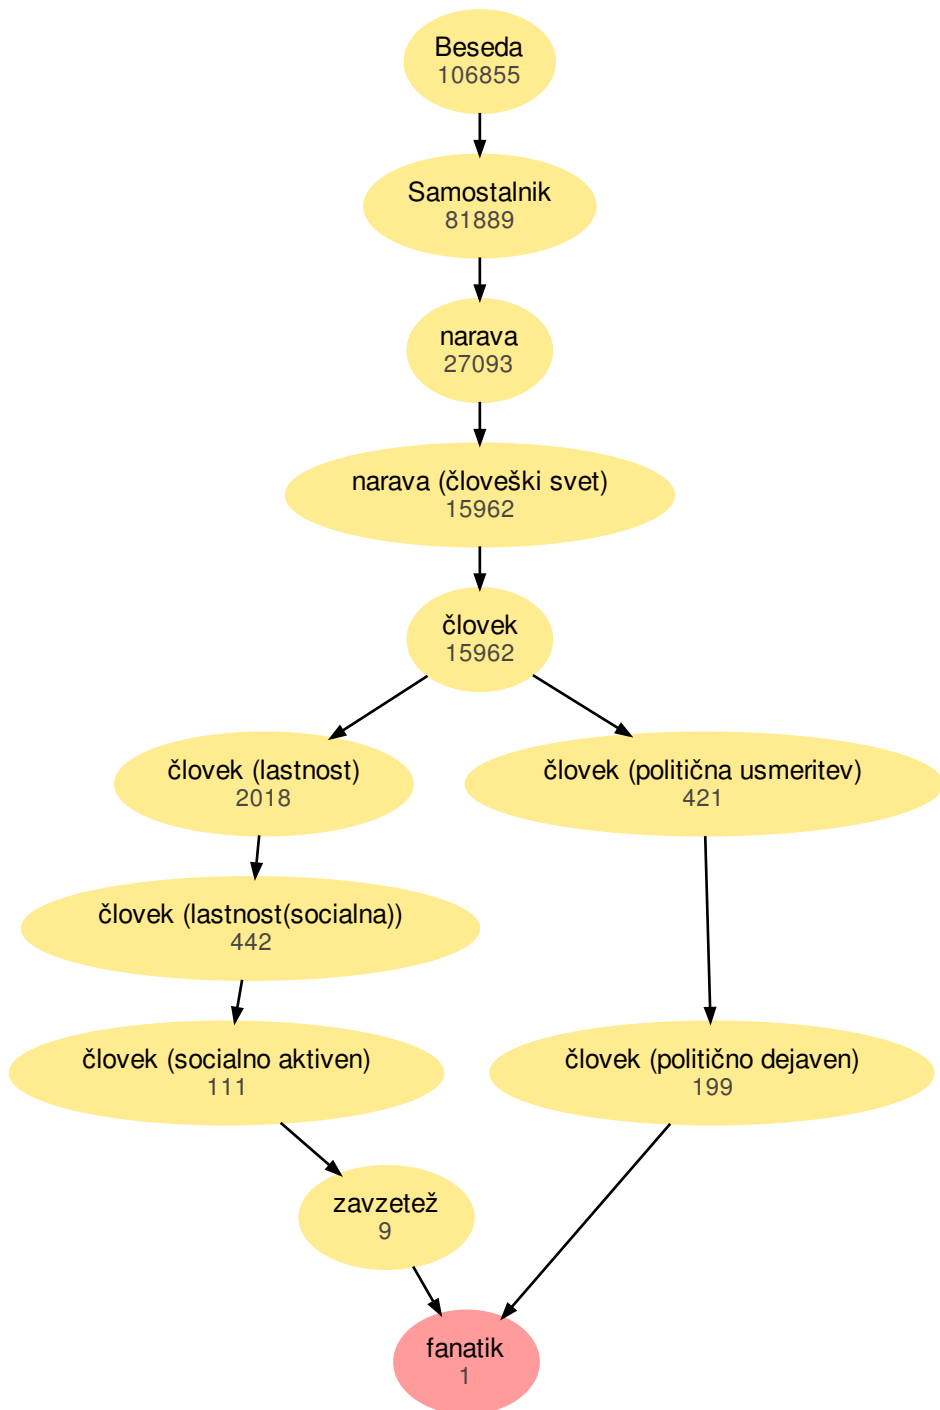 Beseda
106855
Samostalnik
81889
narava
27093
narava (človeški svet)
15962
človek
15962
človek (lastnost)
2018
človek (politična usmeritev)
421
človek (lastnost(socialna))
442
človek (socialno aktiven)
111
človek (politično dejaven)
199
zavzetež
9
fanatik
1